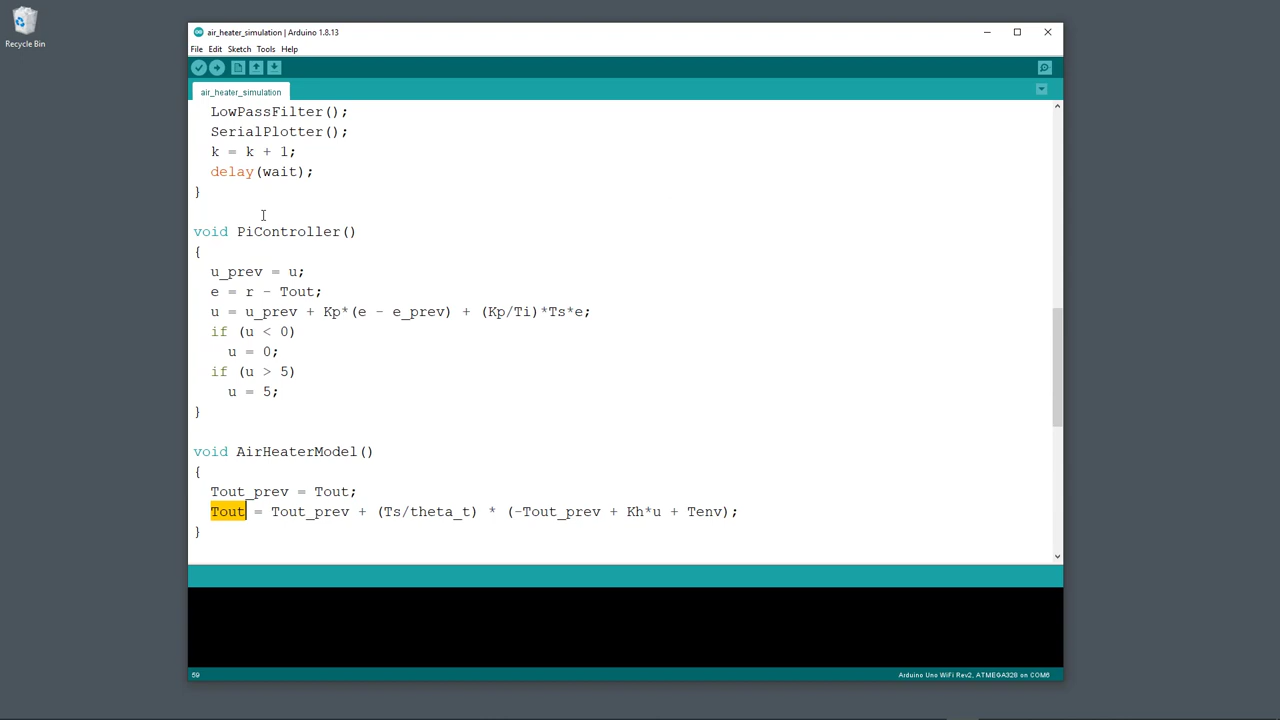 Recycle Bin
air_heater_simulation | Arduino 1.8.13
File Edit Sketch Tools Help
air_heater_simulation
LowPassFilter();
SerialPlotter();
k = k + 1;
delay(wait);
}
void PiController()
{
u_prev = u;
e = r - Tout;
u = u_prev + Kp*(e - e_prev) + (Kp/Ti)*Ts*e;
if (u < 0)
u = 0;
if (u > 5)
u = 5;
}
void AirHeaterModel()
{
Tout_prev = Tout;
Tout = Tout_prev + (Ts/theta_t) * (-Tout_prev + Kh*u + Tenv);
}
59
Arduino Uno WiFi Rev2, ATMEGA328 on COM6